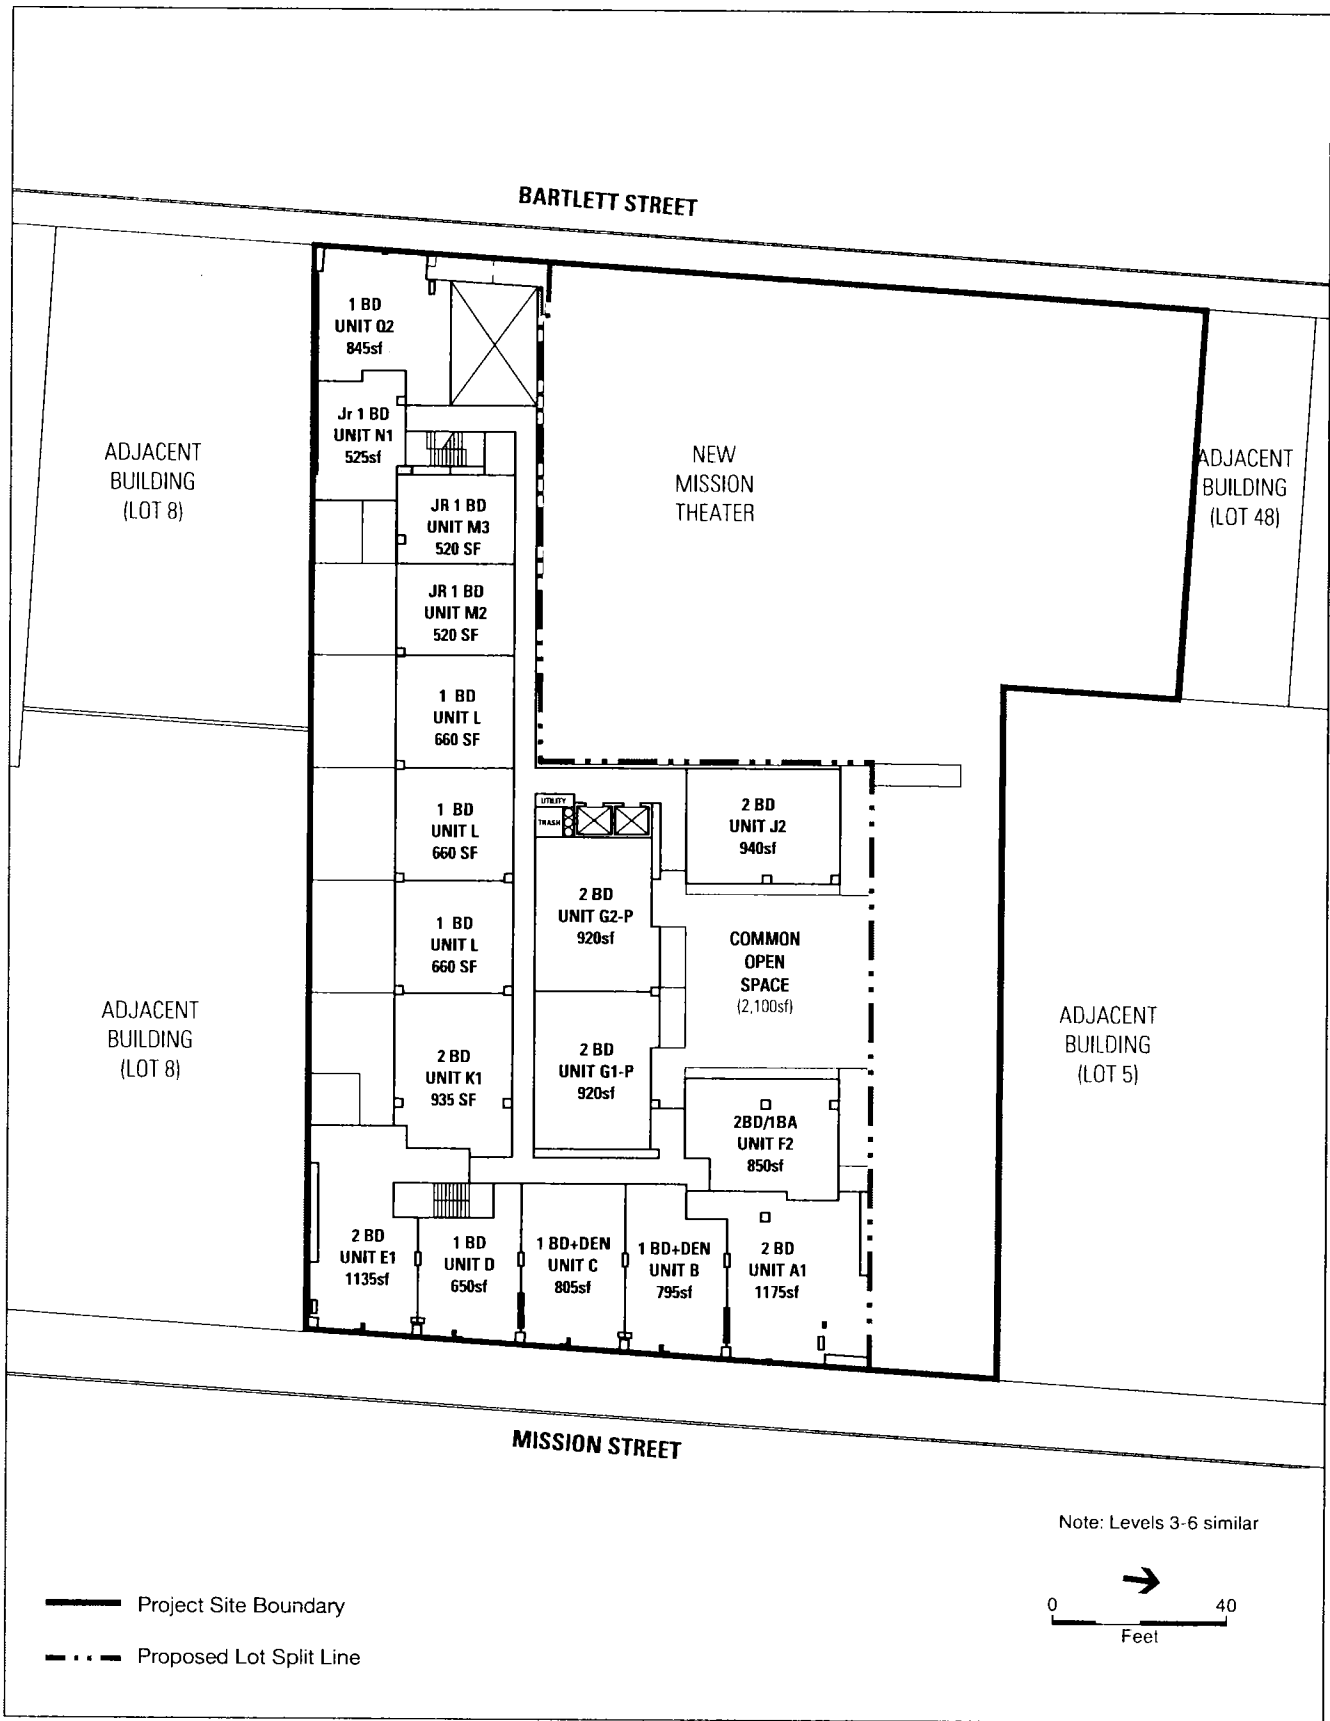 BARTLETT STREET
1 BD
UNIT Q2
845sf
Jr 1 BD
UNIT N1
525sf
ADJACENT
BUILDING
(LOT 8)
NEW
MISSION
THEATER
ADJACENT
BUILDING
(LOT 48)
JR 1 BD
UNIT M3
520 SF
JR 1 BD
UNIT M2
520 SF
1 BD
UNIT L
660 SF
1 BD
UNIT L
660 SF
UTILITY
TRASH
2 BD
UNIT J2
940sf
2 BD
UNIT G2-P
920sf
1 BD
UNIT L
660 SF
COMMON
OPEN
SPACE
(2,100sf)
ADJACENT
BUILDING
(LOT 8)
2 BD
UNIT K1
935 SF
2 BD
UNIT G1-P
920sf
ADJACENT
BUILDING
(LOT 5)
2BD/1BA
UNIT F2
850sf
2 BD
UNIT E1
1135sf
1 BD
UNIT D
650sf
1 BD+DEN
UNIT C
805sf
1 BD+DEN
UNIT B
795sf
2 BD
UNIT A1
1175sf
MISSION STREET
Note: Levels 3-6 similar
0 40
Feet
Project Site Boundary
Proposed Lot Split Line